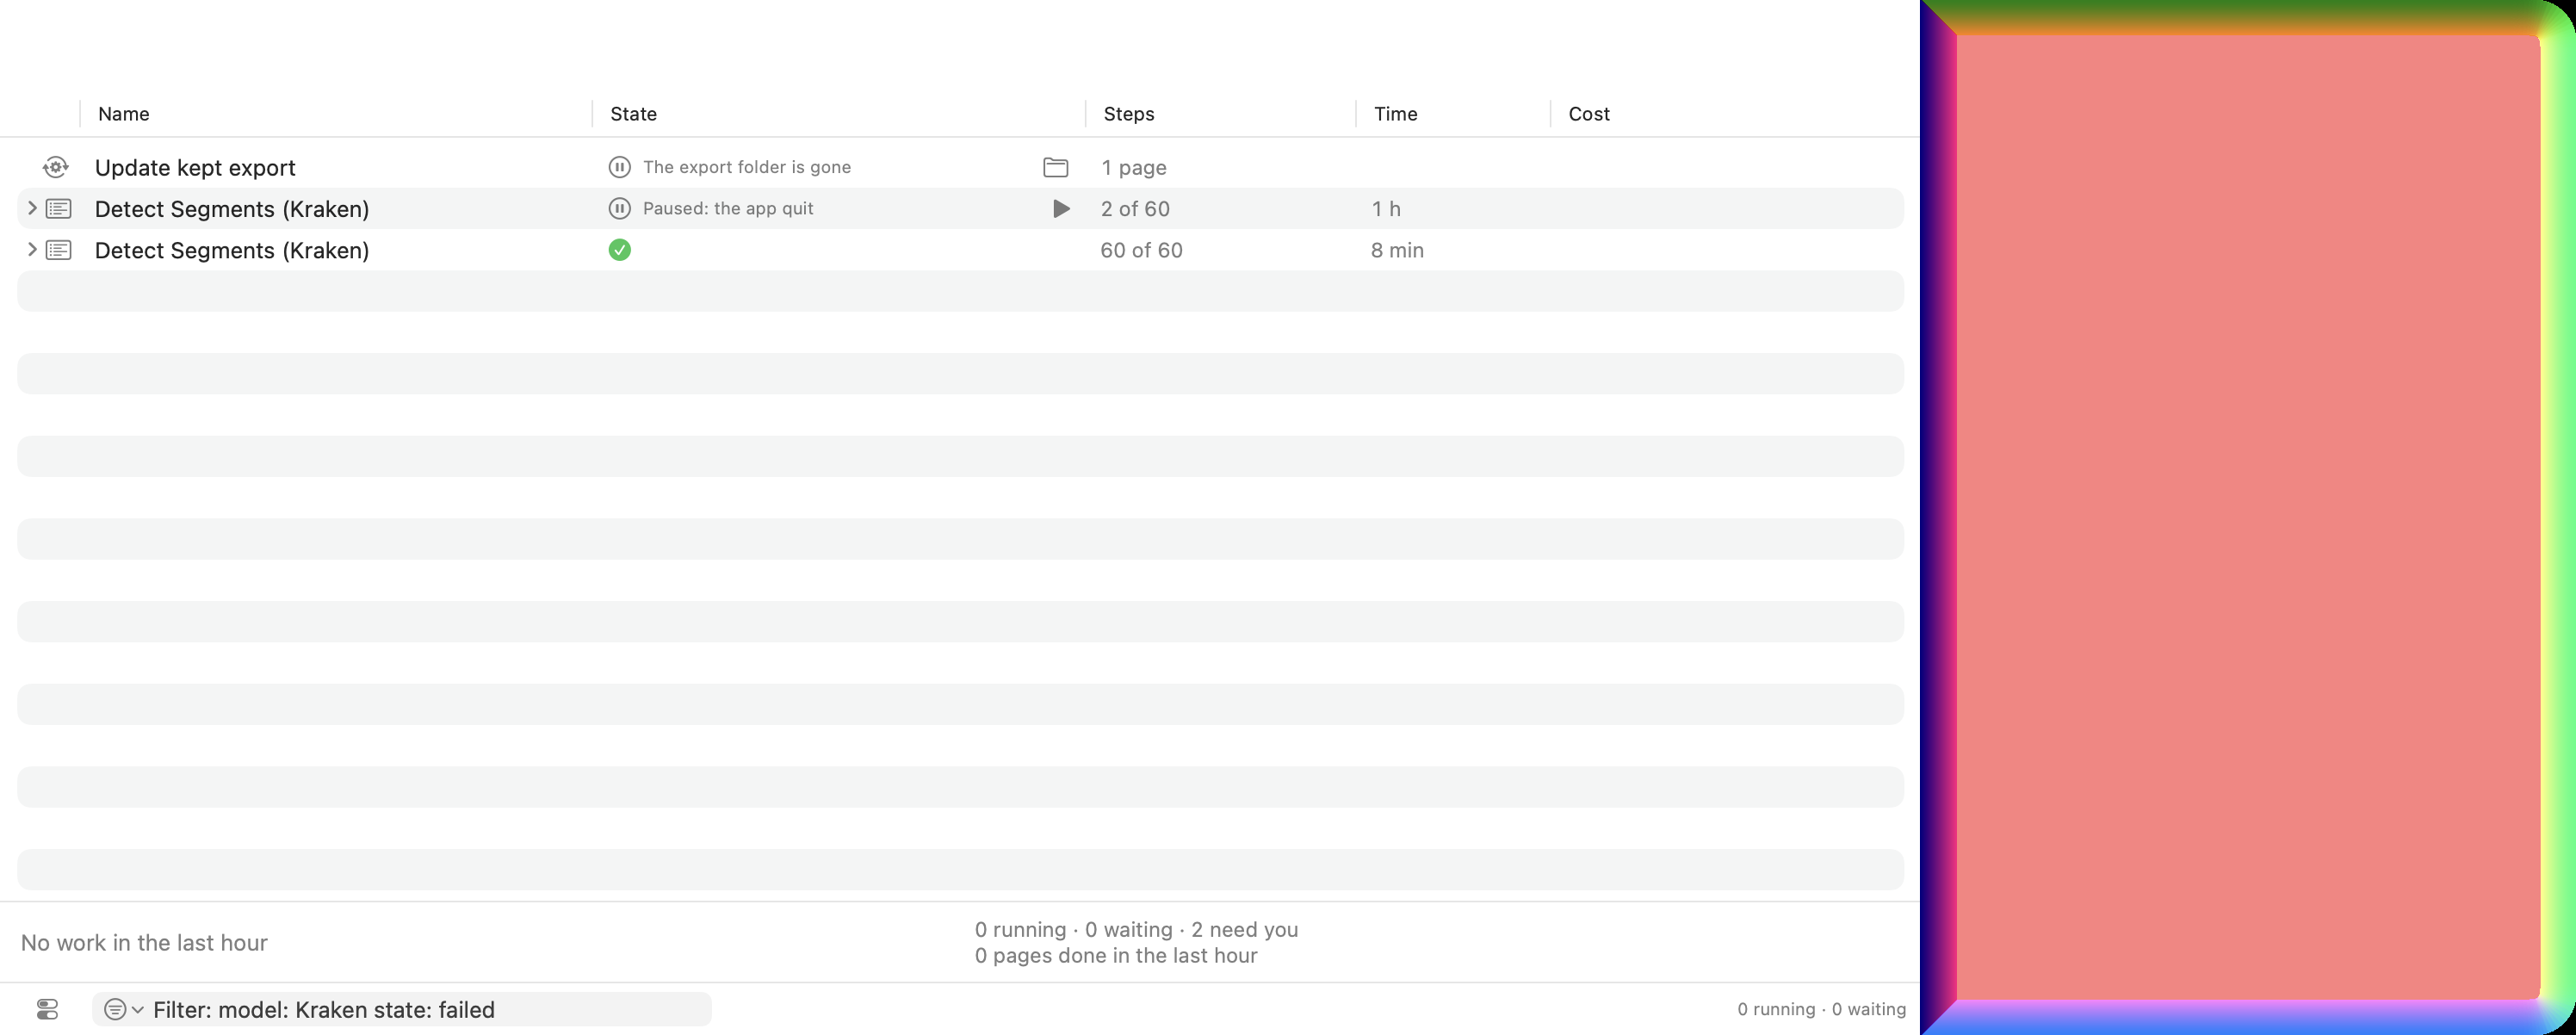 Name State Steps Time Cost
Update kept export The export folder is gone 1 page
Detect Segments (Kraken) Paused: the app quit 2 of 60 1 h
Detect Segments (Kraken) 60 of 60 8 min
No work in the last hour
0 running · 0 waiting · 2 need you
0 pages done in the last hour
Filter: model: Kraken state: failed
0 running · 0 waiting